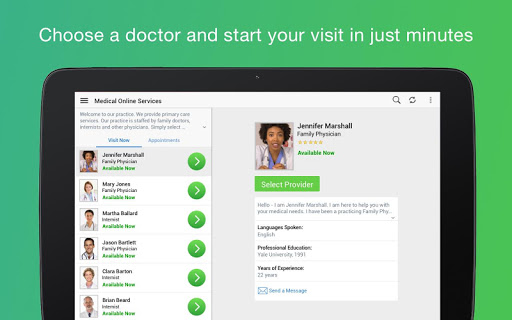 Choose a doctor and start your visit in just minutes
Medical Online Services
Welcome to our practice. We provide primary care
services. Our practice is staffed by family doctors,
internists and other physicians. Simply select ...
Visit Now
Appointments
Jennifer Marshall
Family Physician
Available Now
Mary Jones
Family Physician
Available Now
Martha Ballard
Internist
Available Now
Jason Bartlett
Family Physician
Available Now
Clara Barton
Internist
Available Now
Brian Beard
Internist
Available Now
Jennifer Marshall
Family Physician
Available Now
Select Provider
Hello - I am Jennifer Marshall. I am here to help you with
your medical needs. I have been a practicing Family Phy...
Languages Spoken:
English
Professional Education:
Yale University, 1991
Years of Experience:
22 years
Send a Message